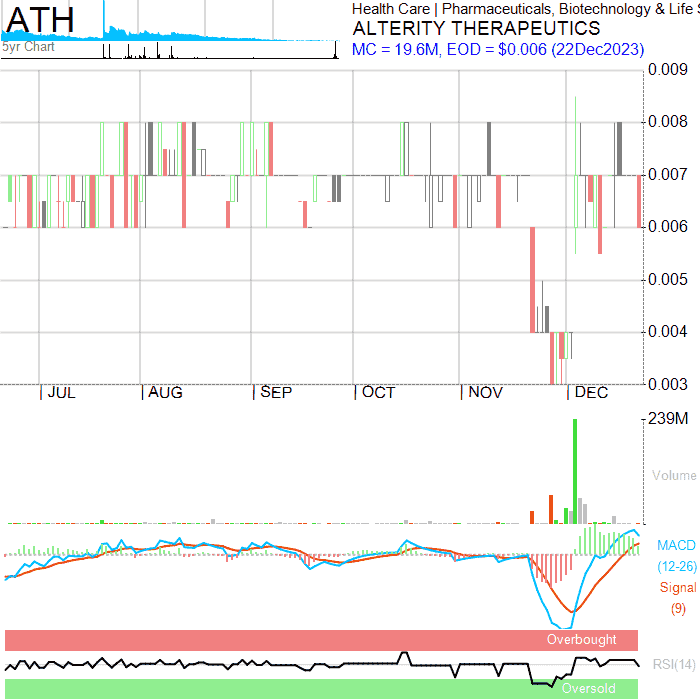 ATH
5yr Chart
Health Care | Pharmaceuticals, Biotechnology & Life S
ALTERITY THERAPEUTICS
MC = 19.6M, EOD = $0.006 (22Dec2023)
0.009
0.008
0.007
0.006
0.005
0.004
0.003
JUL AUG SEP OCT NOV DEC
239M
Volume
MACD
(12-26)
Signal
(9)
Overbought
RSI(14)
Oversold